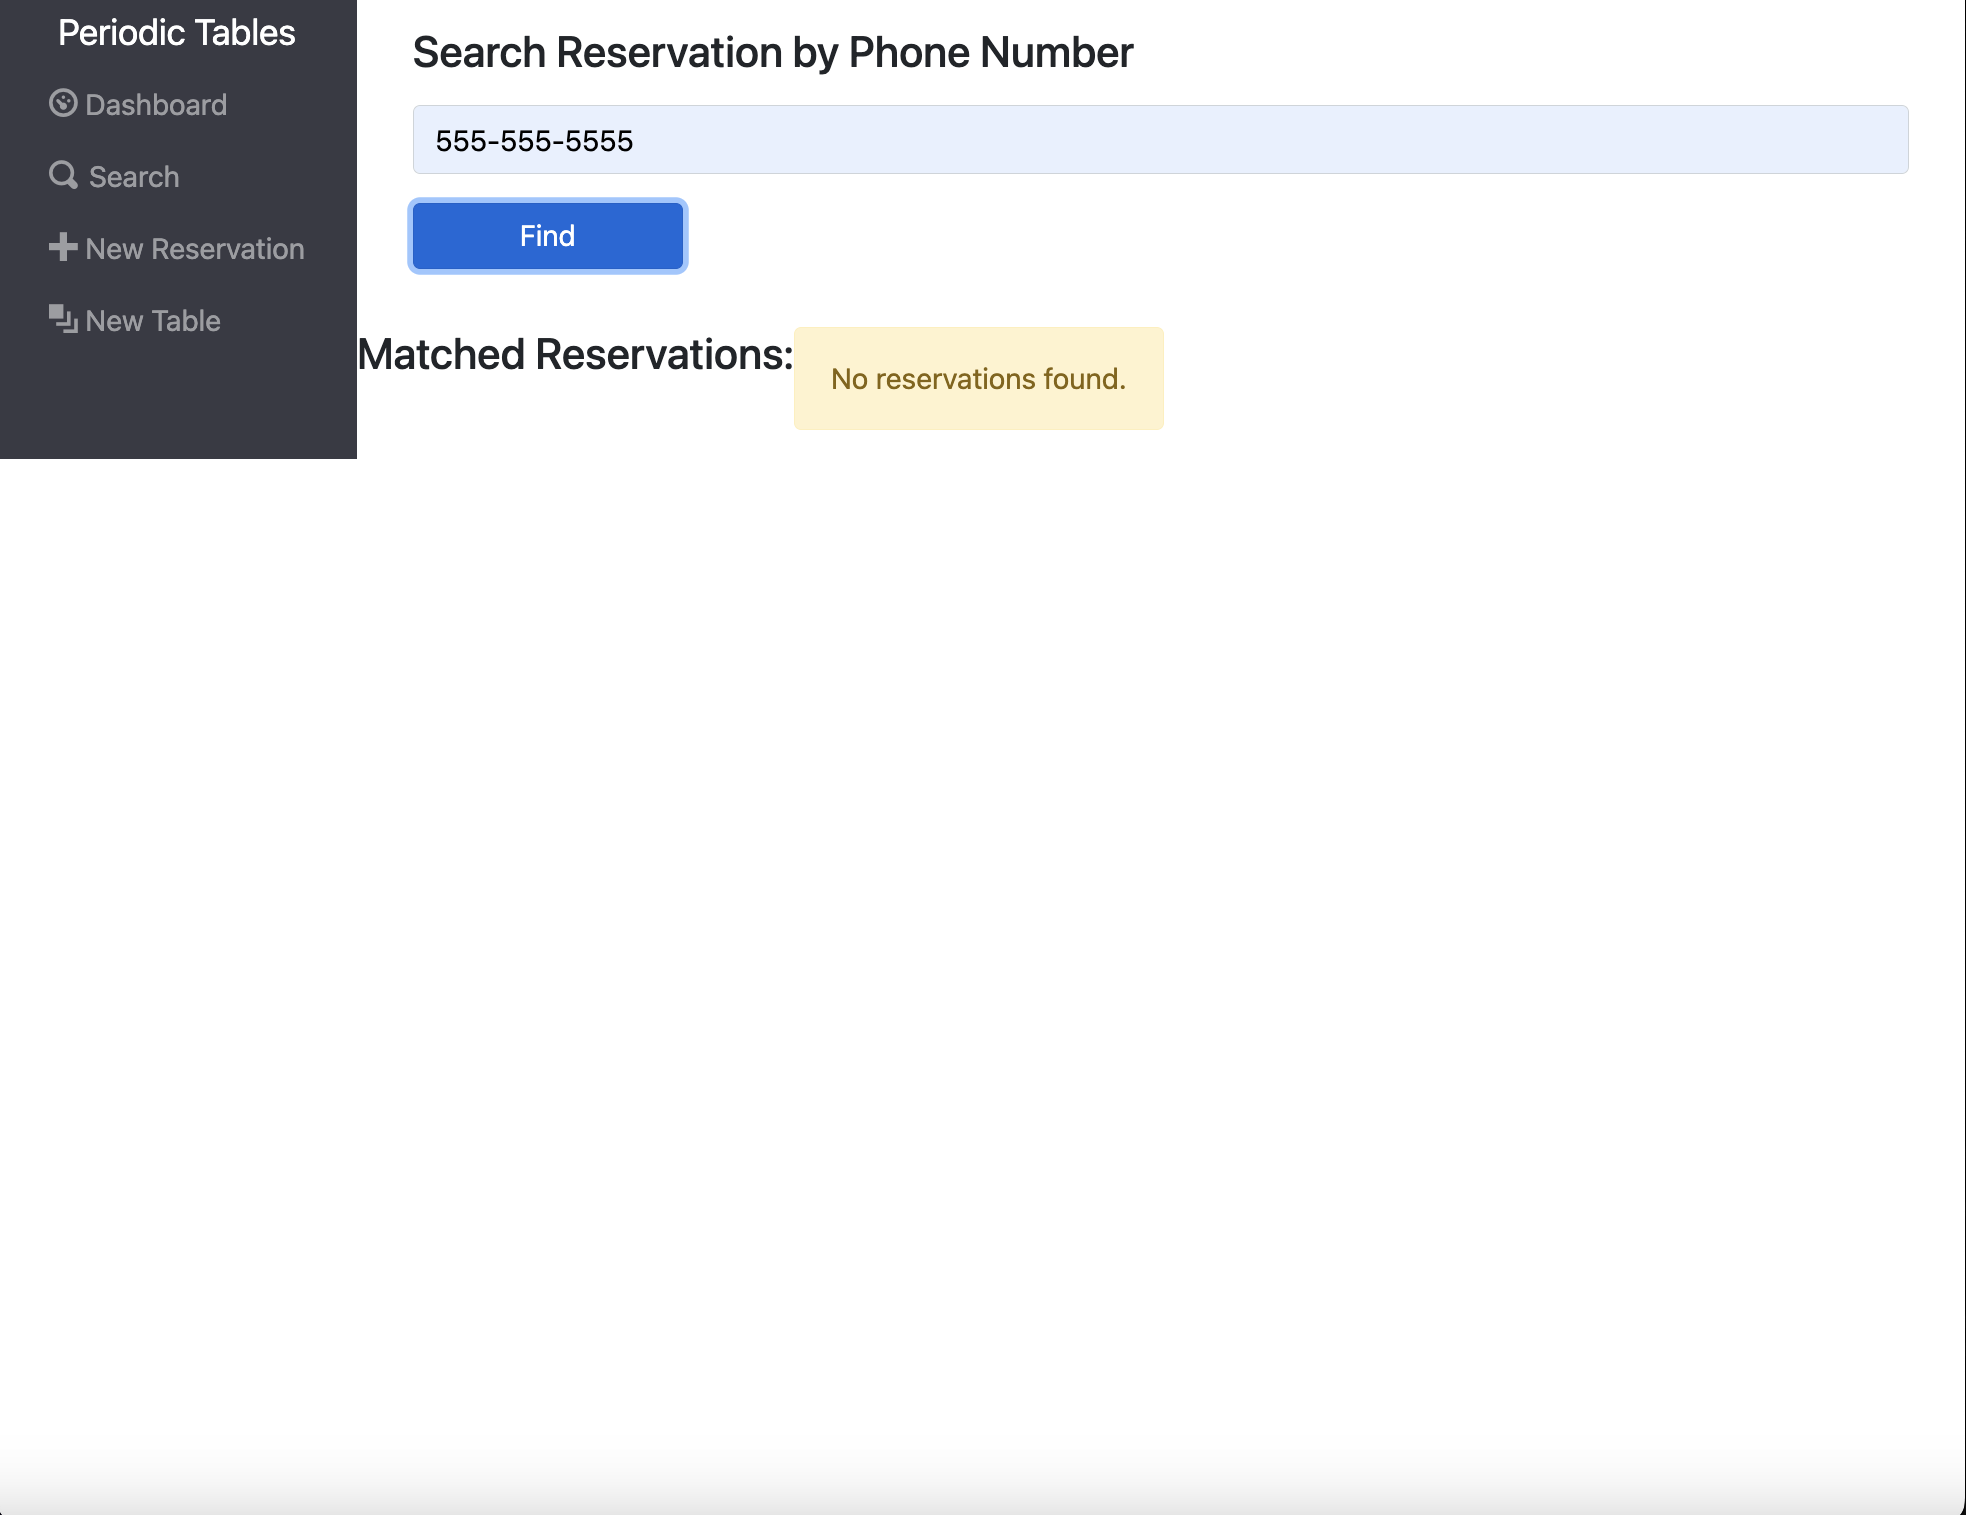 Periodic Tables
Dashboard
Search
New Reservation
New Table
Search Reservation by Phone Number
555-555-5555
Find
Matched Reservations:
No reservations found.